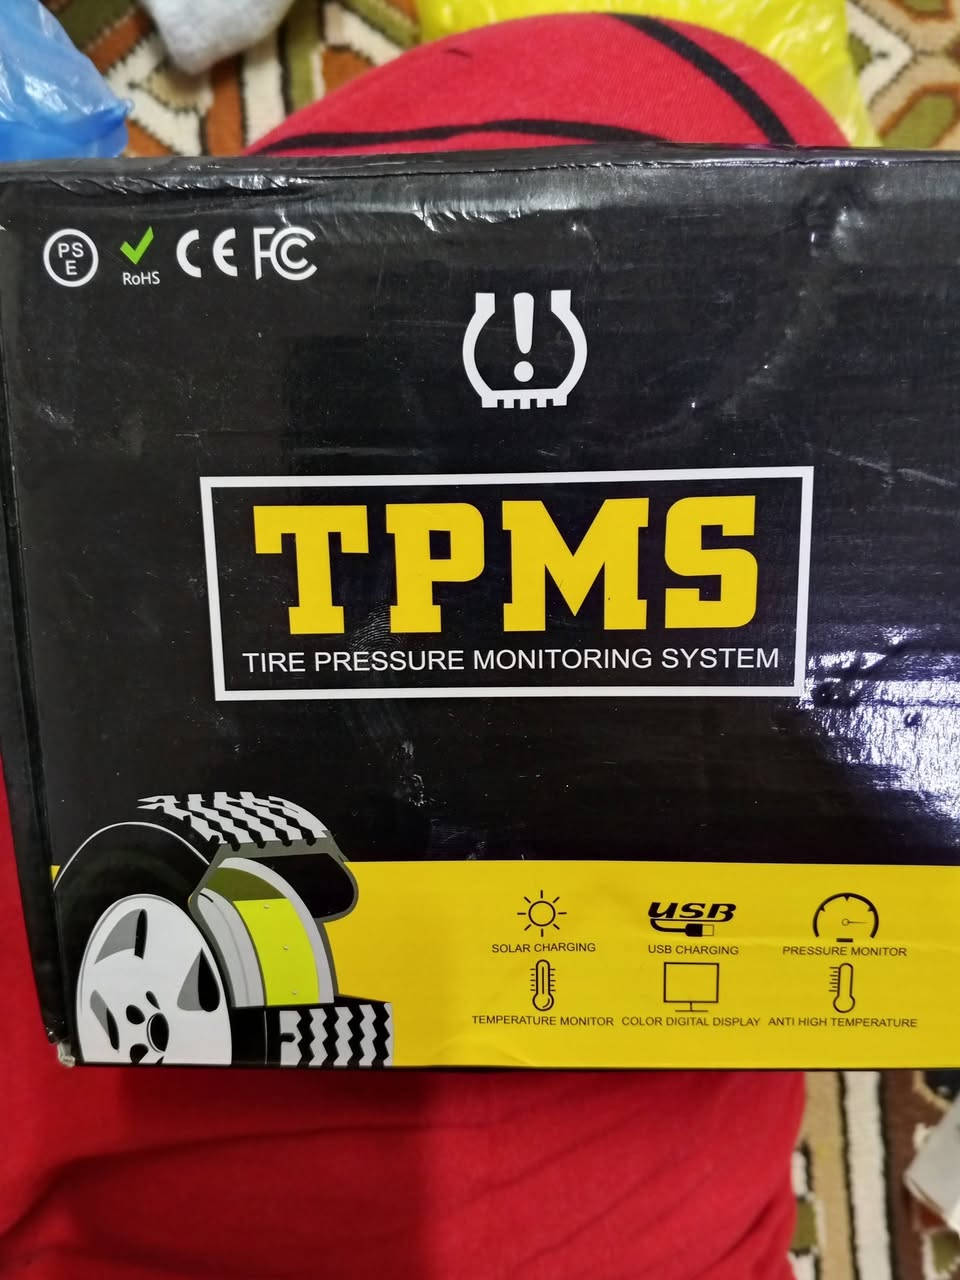 PS
E
RoHS
CE FC
TPMS
TIRE PRESSURE MONITORING SYSTEM
USB
SOLAR CHARGING
USB CHARGING
PRESSURE MONITOR
TEMPERATURE MONITOR
COLOR DIGITAL DISPLAY
ANTI HIGH TEMPERATURE